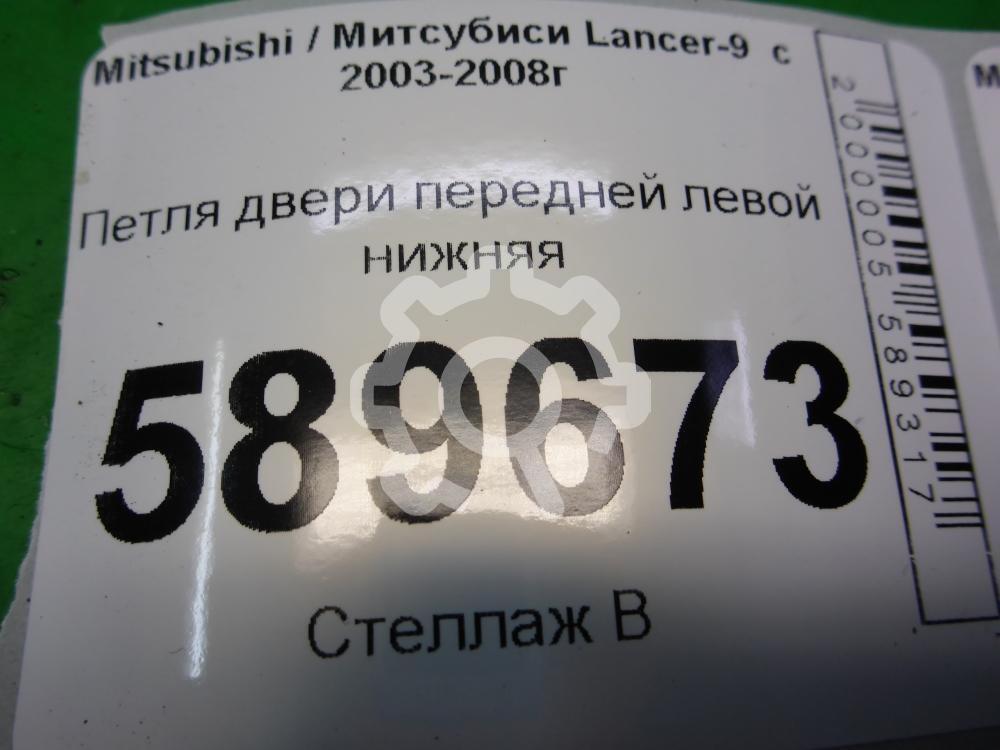 Mitsubishi / Митсубиси Lancer-9 с
2003-2008г
Петля двери передней левой
нижняя
589673
Стеллаж В
2000005589317
M